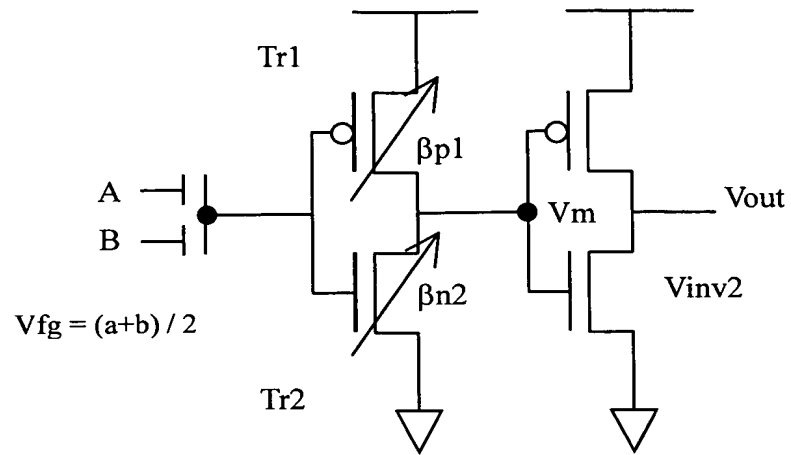 Tr1
βp1
A
B
Vm
Vout
βn2
Vinv2
Vfg = (a+b) / 2
Tr2